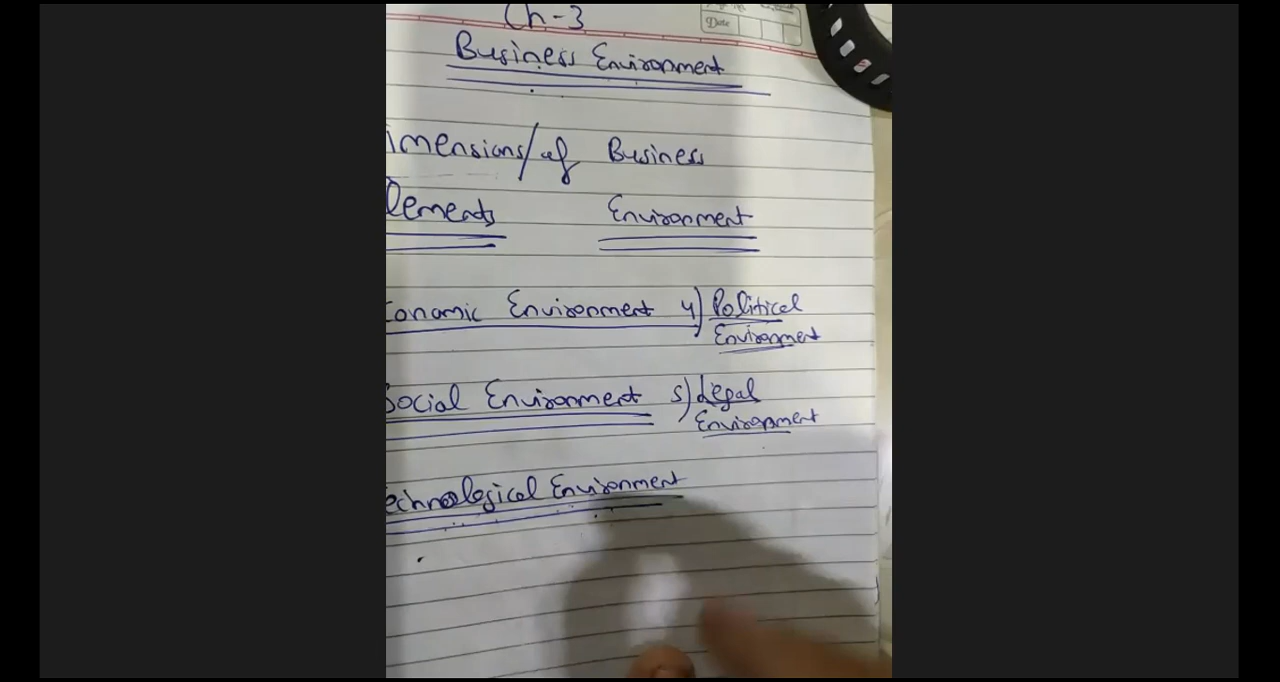 Ch-3
Date
Business Environment
imensions/of Business
lements Environment
conomic Environment 4) Political
Environment
Social Environment 5) Legal
Environment
echnological Environment